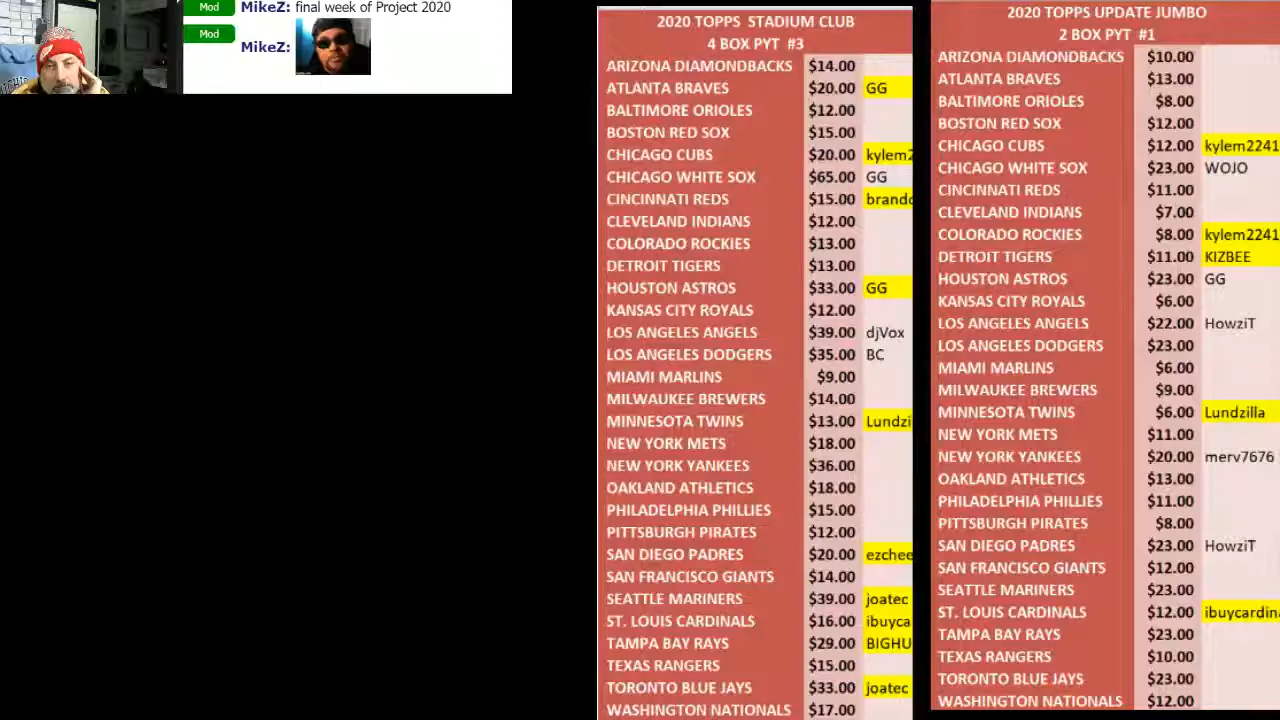 Mod MikeZ: final week of Project 2020
Mod MikeZ:
2020 TOPPS STADIUM CLUB
4 BOX PYT #3
ARIZONA DIAMONDBACKS $14.00
ATLANTA BRAVES $20.00 GG
BALTIMORE ORIOLES $12.00
BOSTON RED SOX $15.00
CHICAGO CUBS $20.00 kylem2
CHICAGO WHITE SOX $65.00 GG
CINCINNATI REDS $15.00 brando
CLEVELAND INDIANS $12.00
COLORADO ROCKIES $13.00
DETROIT TIGERS $13.00
HOUSTON ASTROS $33.00 GG
KANSAS CITY ROYALS $12.00
LOS ANGELES ANGELS $39.00 djVox
LOS ANGELES DODGERS $35.00 BC
MIAMI MARLINS $9.00
MILWAUKEE BREWERS $14.00
MINNESOTA TWINS $13.00 Lundzi
NEW YORK METS $18.00
NEW YORK YANKEES $36.00
OAKLAND ATHLETICS $18.00
PHILADELPHIA PHILLIES $15.00
PITTSBURGH PIRATES $12.00
SAN DIEGO PADRES $20.00 ezchee
SAN FRANCISCO GIANTS $14.00
SEATTLE MARINERS $39.00 joatec
ST. LOUIS CARDINALS $16.00 ibuyca
TAMPA BAY RAYS $29.00 BIGHU
TEXAS RANGERS $15.00
TORONTO BLUE JAYS $33.00 joatec
WASHINGTON NATIONALS $17.00
2020 TOPPS UPDATE JUMBO
2 BOX PYT #1
ARIZONA DIAMONDBACKS $10.00
ATLANTA BRAVES $13.00
BALTIMORE ORIOLES $8.00
BOSTON RED SOX $12.00
CHICAGO CUBS $12.00 kylem2241
CHICAGO WHITE SOX $23.00 WOJO
CINCINNATI REDS $11.00
CLEVELAND INDIANS $7.00
COLORADO ROCKIES $8.00 kylem2241
DETROIT TIGERS $11.00 KIZBEE
HOUSTON ASTROS $23.00 GG
KANSAS CITY ROYALS $6.00
LOS ANGELES ANGELS $22.00 HowziT
LOS ANGELES DODGERS $23.00
MIAMI MARLINS $6.00
MILWAUKEE BREWERS $9.00
MINNESOTA TWINS $6.00 Lundzilla
NEW YORK METS $11.00
NEW YORK YANKEES $20.00 merv7676
OAKLAND ATHLETICS $13.00
PHILADELPHIA PHILLIES $11.00
PITTSBURGH PIRATES $8.00
SAN DIEGO PADRES $23.00 HowziT
SAN FRANCISCO GIANTS $12.00
SEATTLE MARINERS $23.00
ST. LOUIS CARDINALS $12.00 ibuycardina
TAMPA BAY RAYS $23.00
TEXAS RANGERS $10.00
TORONTO BLUE JAYS $23.00
WASHINGTON NATIONALS $12.00